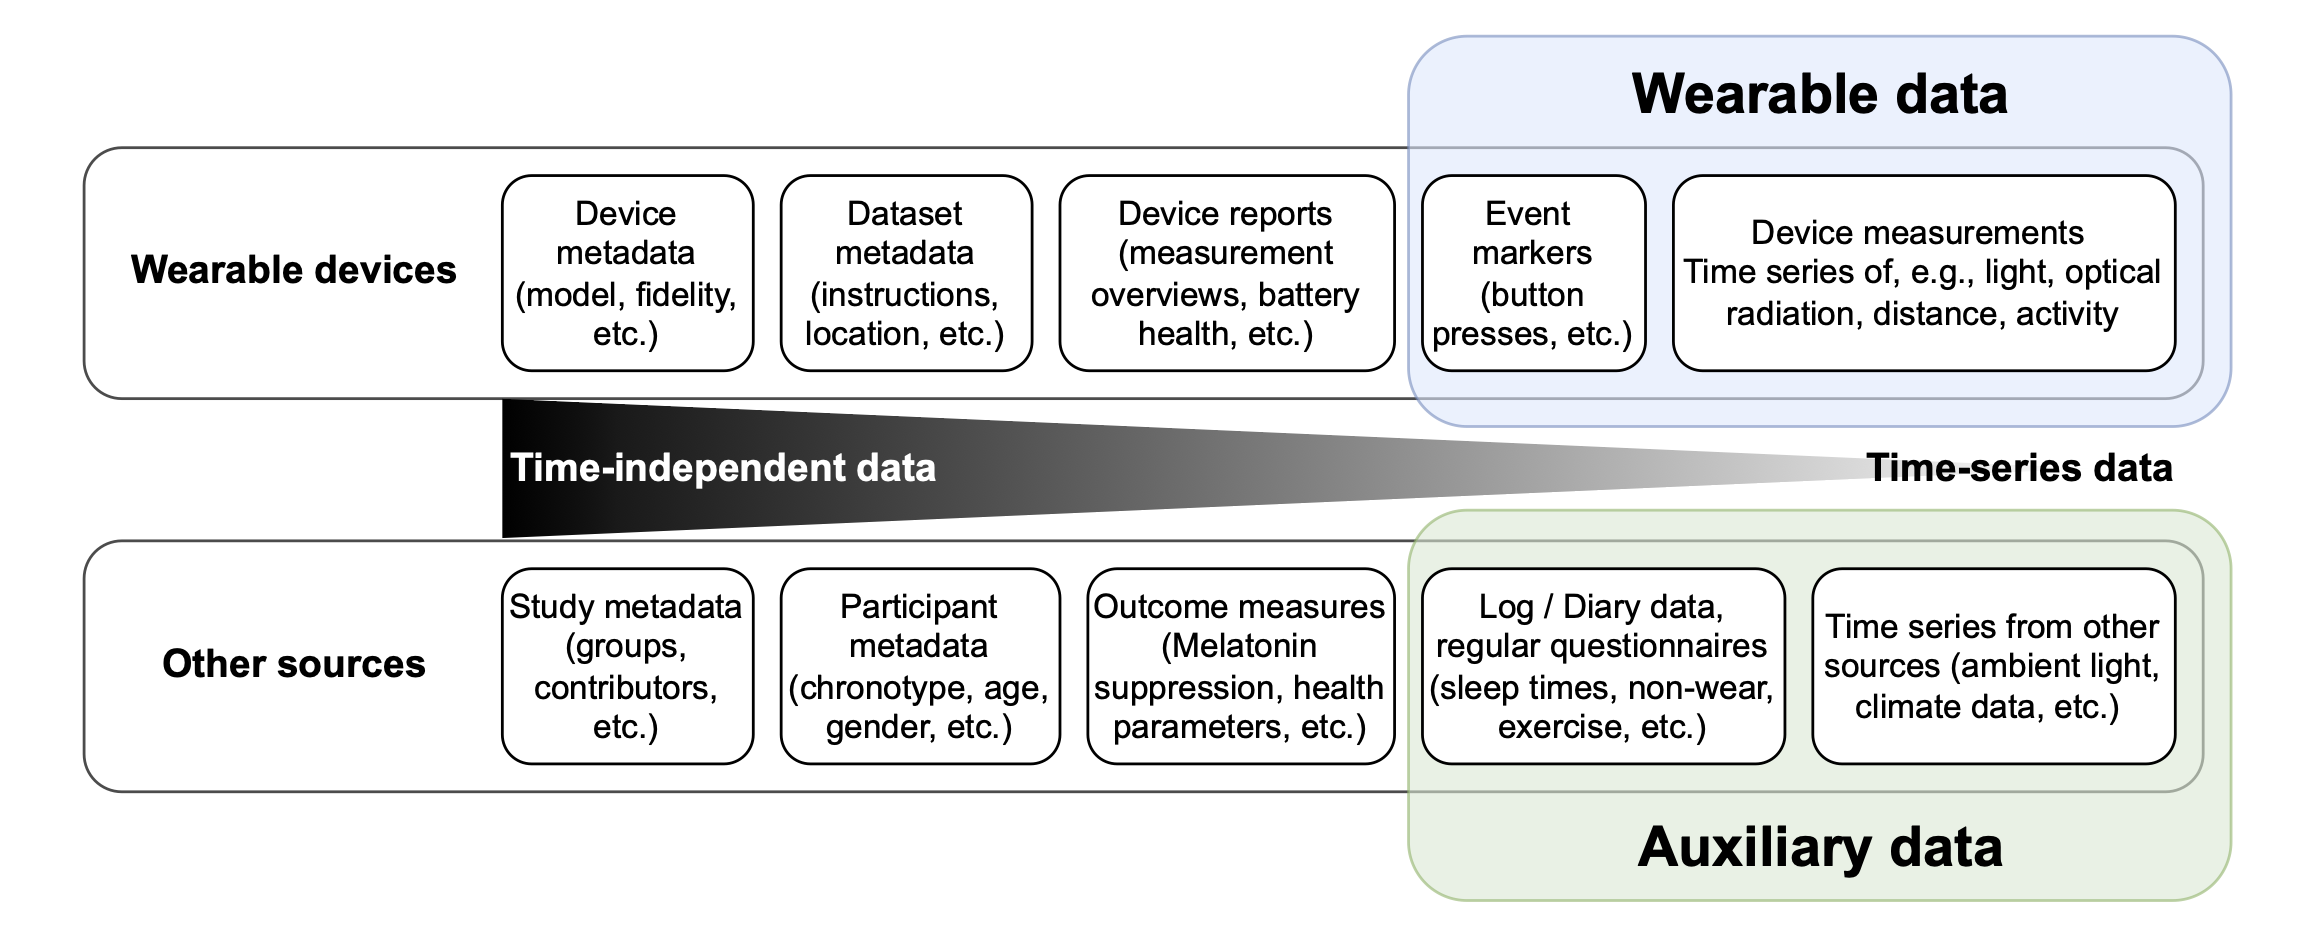 Wearable data
Wearable devices
Device
metadata
(model, fidelity,
etc.)
Dataset
metadata
(instructions,
location, etc.)
Device reports
(measurement
overviews, battery
health, etc.)
Event
markers
(button
presses, etc.)
Device measurements
Time series of, e.g., light, optical
radiation, distance, activity
Time-independent data
Time-series data
Other sources
Study metadata
(groups,
contributors,
etc.)
Participant
metadata
(chronotype, age,
gender, etc.)
Outcome measures
(Melatonin
suppression, health
parameters, etc.)
Log / Diary data,
regular questionnaires
(sleep times, non-wear,
exercise, etc.)
Time series from other
sources (ambient light,
climate data, etc.)
Auxiliary data